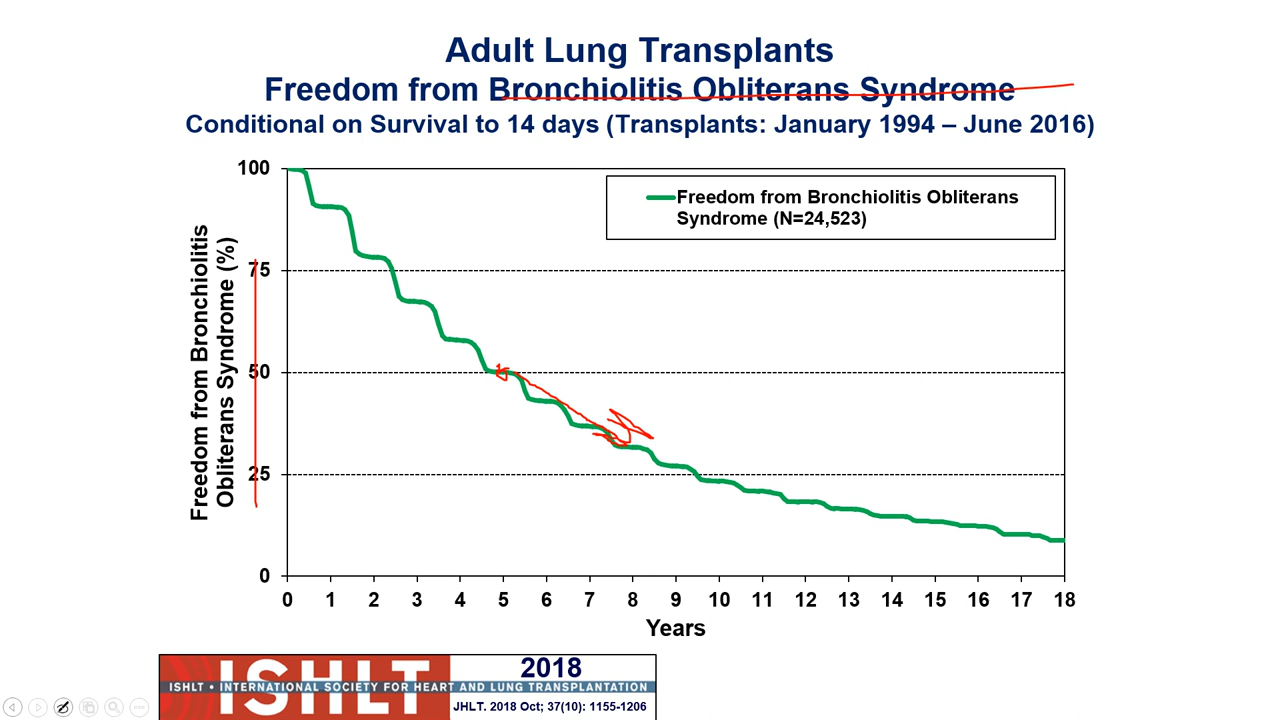 Adult Lung Transplants
Freedom from Bronchiolitis Obliterans Syndrome
Conditional on Survival to 14 days (Transplants: January 1994 – June 2016)
Freedom from Bronchiolitis
Obliterans Syndrome (%)
100
75
50
25
0
Freedom from Bronchiolitis Obliterans
Syndrome (N=24,523)
0 1 2 3 4 5 6 7 8 9 10 11 12 13 14 15 16 17 18
Years
ISHLT
2018
ISHLT • INTERNATIONAL SOCIETY FOR HEART AND LUNG TRANSPLANTATION
JHLT. 2018 Oct; 37(10): 1155-1206